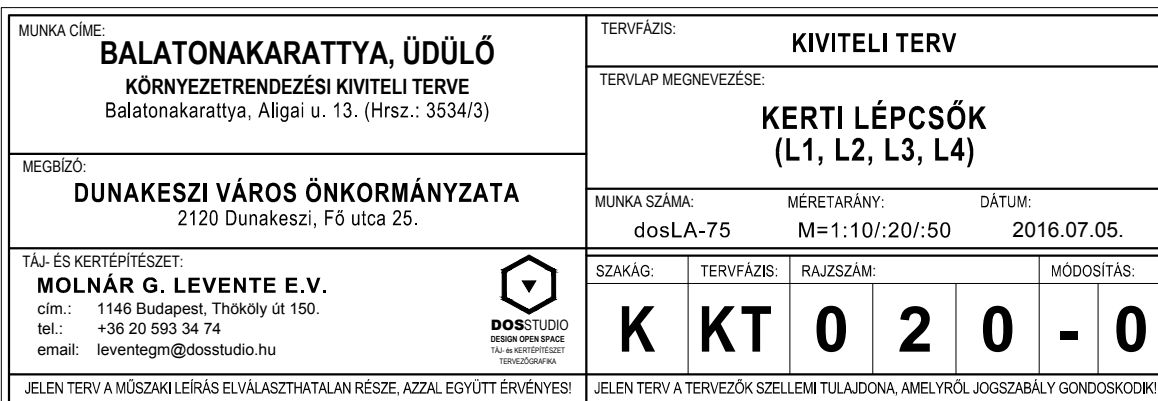 MUNKA CÍME:
BALATONAKARATTYA, ÜDÜLŐ
KÖRNYEZETRENDEZÉSI KIVITELI TERVE
Balatonakarattya, Aligai u. 13. (Hrsz.: 3534/3)
MEGBÍZÓ:
DUNAKESZI VÁROS ÖNKORMÁNYZATA
2120 Dunakeszi, Fő utca 25.
TÁJ- ÉS KERTÉPÍTÉSZET:
MOLNÁR G. LEVENTE E.V.
cím.: 1146 Budapest, Thököly út 150.
tel.: +36 20 593 34 74
email: leventegm@dosstudio.hu
DOSSTUDIO
DESIGN OPEN SPACE
TÁJ- és KERTÉPÍTÉSZET
TERVEZŐGRAFIKA
JELEN TERV A MŰSZAKI LEÍRÁS ELVÁLASZTHATALAN RÉSZE, AZZAL EGYÜTT ÉRVÉNYES!
TERVFÁZIS:
KIVITELI TERV
TERVLAP MEGNEVEZÉSE:
KERTI LÉPCSŐK
(L1, L2, L3, L4)
MUNKA SZÁMA: MÉRETARÁNY: DÁTUM:
dosLA-75 M=1:10/:20/:50 2016.07.05.
SZAKÁG: TERVFÁZIS: RAJZSZÁM: MÓDOSÍTÁS:
K KT 0 2 0 - 0
JELEN TERV A TERVEZŐK SZELLEMI TULAJDONA, AMELYRŐL JOGSZABÁLY GONDOSKODIK!